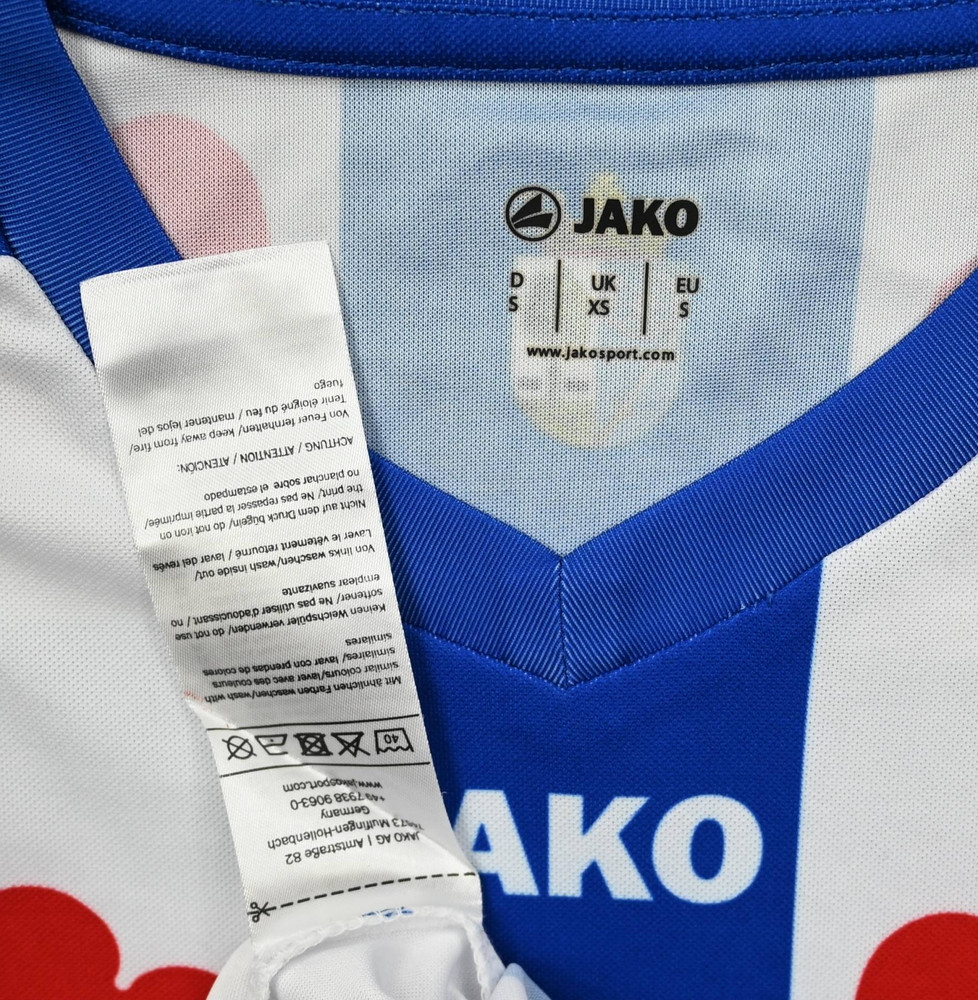 JAKO
D UK EU
S XS S
www.jakosport.com
JAKO AG | Amtstraße 82
74673 Mulfingen-Hollenbach
Germany
+49 7938 9063-0
www.jakosport.com
40
Mit ähnlichen Farben waschen/wash with
similar colours/laver avec des couleurs
similaires/ lavar con prendas de colores
similares
Keinen Weichspüler verwenden/ do not use
softener/ Ne pas utiliser d'adoucissant / no
emplear suavizante
Von links waschen/ wash inside out/
Laver le vêtement retourné / lavar del revés
Nicht auf dem Druck bügeln/ do not iron on
the print/ Ne pas repasser la partie imprimée/
no planchar sobre el estampado
ACHTUNG / ATTENTION / ATENCIÓN:
Von Feuer fernhalten/ keep away from fire/
Tenir éloigné du feu / mantener lejos del
fuego
AKO